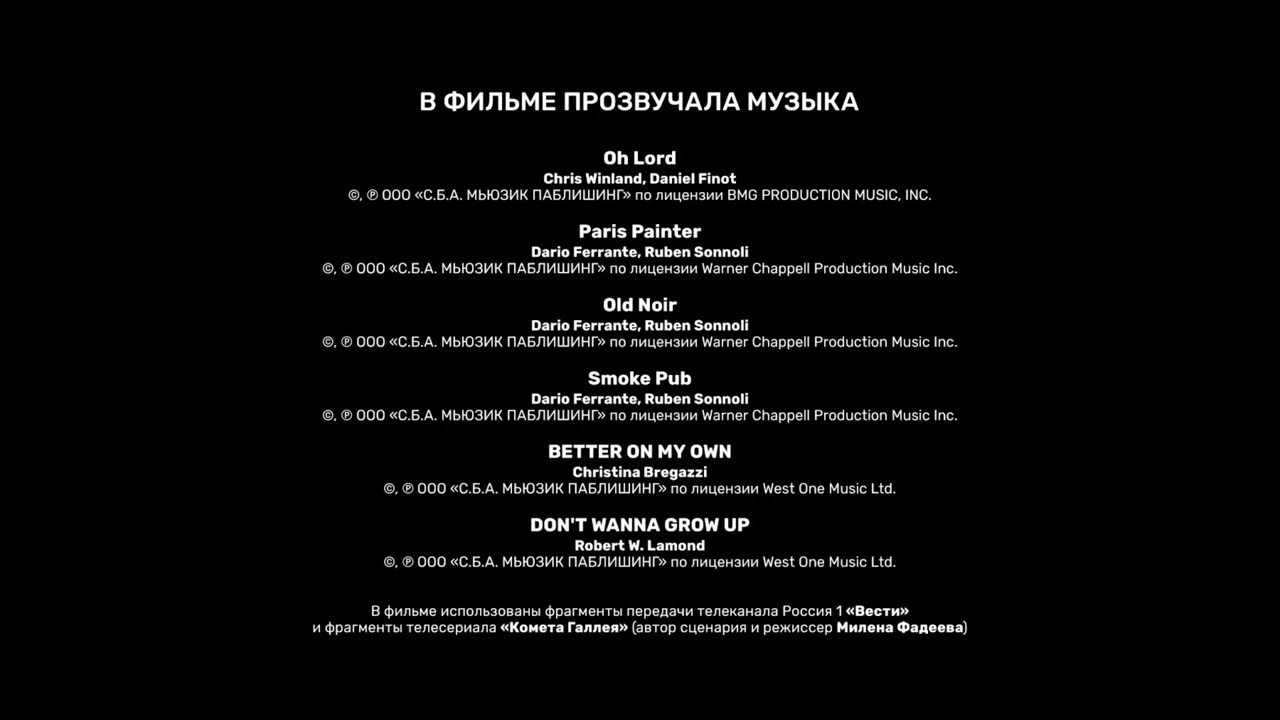 В ФИЛЬМЕ ПРОЗВУЧАЛА МУЗЫКА
Oh Lord
Chris Winland, Daniel Finot
©, ℗ ООО «С.Б.А. МЬЮЗИК ПАБЛИШИНГ» по лицензии BMG PRODUCTION MUSIC, INC.
Paris Painter
Dario Ferrante, Ruben Sonnoli
©, ℗ ООО «С.Б.А. МЬЮЗИК ПАБЛИШИНГ» по лицензии Warner Chappell Production Music Inc.
Old Noir
Dario Ferrante, Ruben Sonnoli
©, ℗ ООО «С.Б.А. МЬЮЗИК ПАБЛИШИНГ» по лицензии Warner Chappell Production Music Inc.
Smoke Pub
Dario Ferrante, Ruben Sonnoli
©, ℗ ООО «С.Б.А. МЬЮЗИК ПАБЛИШИНГ» по лицензии Warner Chappell Production Music Inc.
BETTER ON MY OWN
Christina Bregazzi
©, ℗ ООО «С.Б.А. МЬЮЗИК ПАБЛИШИНГ» по лицензии West One Music Ltd.
DON'T WANNA GROW UP
Robert W. Lamond
©, ℗ ООО «С.Б.А. МЬЮЗИК ПАБЛИШИНГ» по лицензии West One Music Ltd.
В фильме использованы фрагменты передачи телеканала Россия 1 «Вести»
и фрагменты телесериала «Комета Галлея» (автор сценария и режиссер Милена Фадеева)